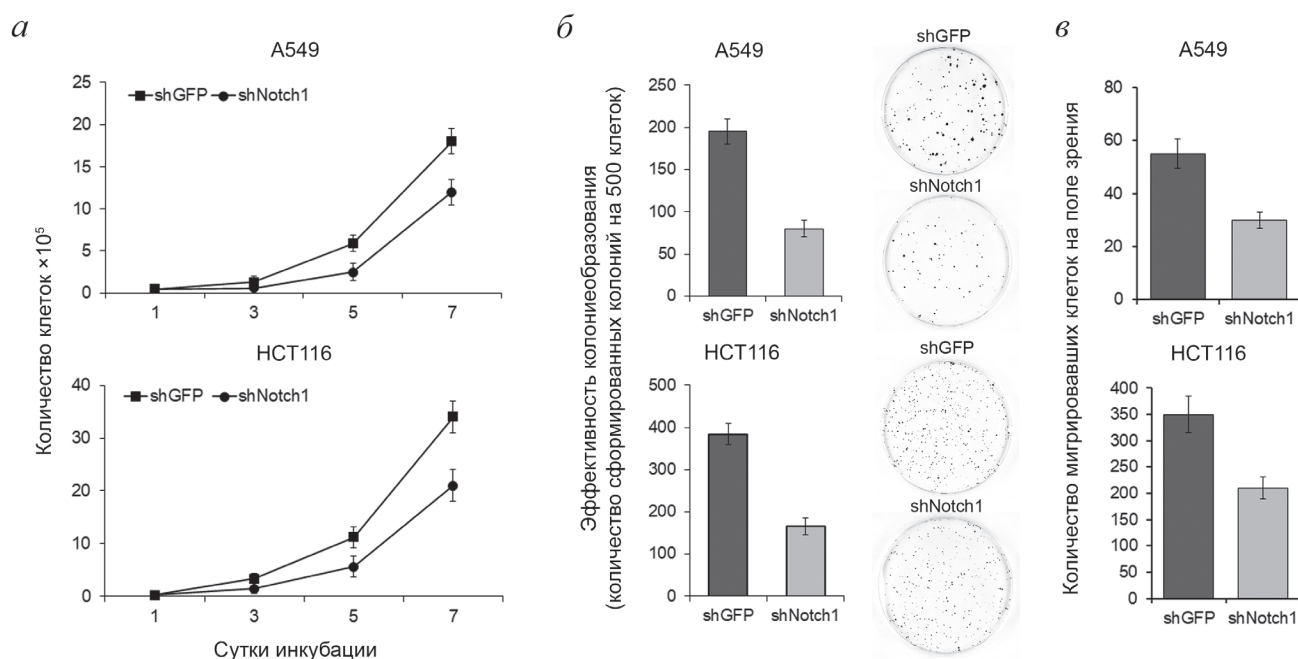 а
A549
Количество клеток ×10⁵
25
20
15
10
5
0
shGFP
shNotch1
1
3
5
7
HCT116
40
30
20
10
0
shGFP
shNotch1
1
3
5
7
Сутки инкубации
б
Эффективность колониеобразования
(количество сформированных колоний на 500 клеток)
A549
250
200
150
100
50
0
shGFP
shNotch1
HCT116
500
400
300
200
100
0
shGFP
shNotch1
shGFP
shNotch1
shGFP
shNotch1
в
Количество мигрировавших клеток на поле зрения
A549
80
60
40
20
0
shGFP
shNotch1
HCT116
400
350
300
250
200
150
100
50
0
shGFP
shNotch1